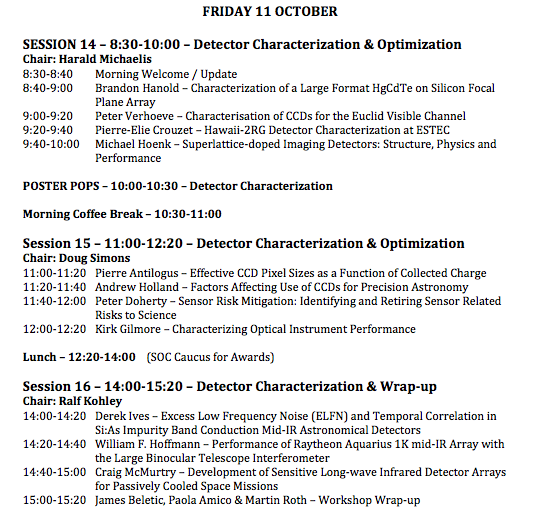 FRIDAY 11 OCTOBER
SESSION 14 – 8:30-10:00 – Detector Characterization & Optimization
Chair: Harald Michaelis
8:30-8:40 Morning Welcome / Update
8:40-9:00 Brandon Hanold – Characterization of a Large Format HgCdTe on Silicon Focal
Plane Array
9:00-9:20 Peter Verhoeve – Characterisation of CCDs for the Euclid Visible Channel
9:20-9:40 Pierre-Elie Crouzet – Hawaii-2RG Detector Characterization at ESTEC
9:40-10:00 Michael Hoenk – Superlattice-doped Imaging Detectors: Structure, Physics and
Performance
POSTER POPS – 10:00-10:30 – Detector Characterization
Morning Coffee Break – 10:30-11:00
Session 15 – 11:00-12:20 – Detector Characterization & Optimization
Chair: Doug Simons
11:00-11:20 Pierre Antilogus – Effective CCD Pixel Sizes as a Function of Collected Charge
11:20-11:40 Andrew Holland – Factors Affecting Use of CCDs for Precision Astronomy
11:40-12:00 Peter Doherty – Sensor Risk Mitigation: Identifying and Retiring Sensor Related
Risks to Science
12:00-12:20 Kirk Gilmore – Characterizing Optical Instrument Performance
Lunch – 12:20-14:00 (SOC Caucus for Awards)
Session 16 – 14:00-15:20 – Detector Characterization & Wrap-up
Chair: Ralf Kohley
14:00-14:20 Derek Ives – Excess Low Frequency Noise (ELFN) and Temporal Correlation in
Si:As Impurity Band Conduction Mid-IR Astronomical Detectors
14:20-14:40 William F. Hoffmann – Performance of Raytheon Aquarius 1K mid-IR Array with
the Large Binocular Telescope Interferometer
14:40-15:00 Craig McMurtry – Development of Sensitive Long-wave Infrared Detector Arrays
for Passively Cooled Space Missions
15:00-15:20 James Beletic, Paola Amico & Martin Roth – Workshop Wrap-up